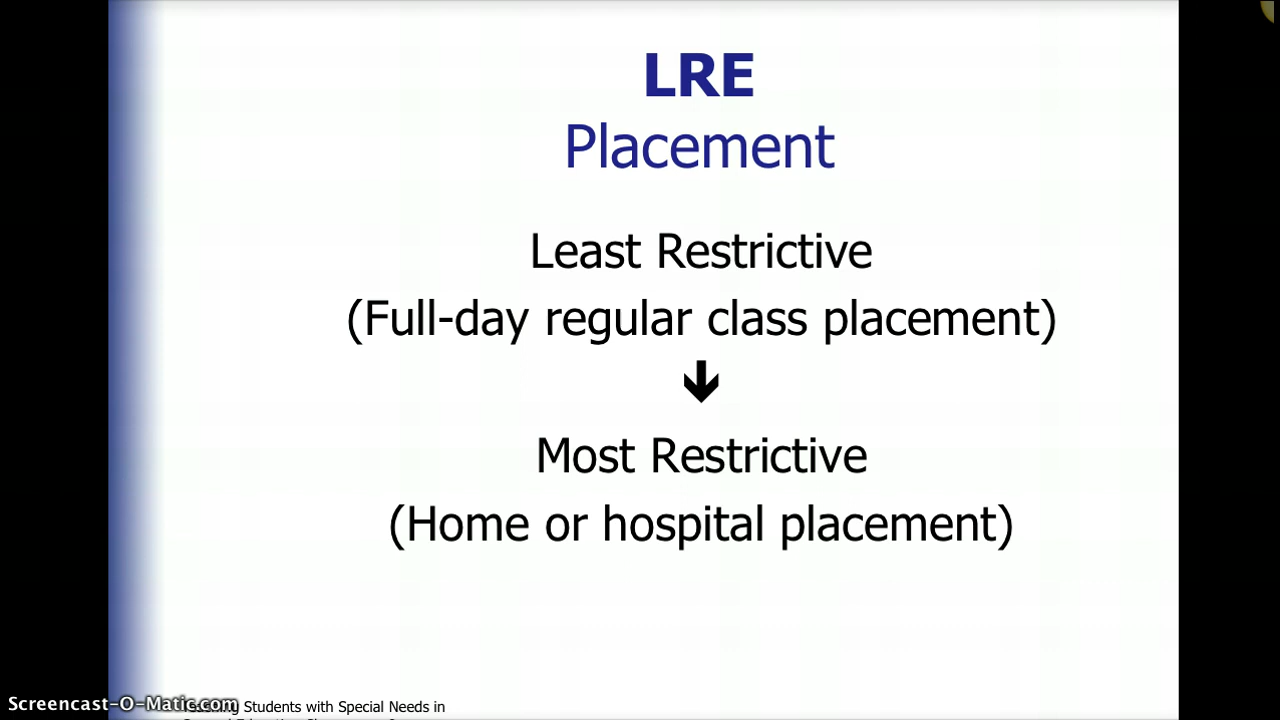 LRE
Placement
Least Restrictive
(Full-day regular class placement)
↓
Most Restrictive
(Home or hospital placement)
Screencast-O-Matic.com
Students with Special Needs in